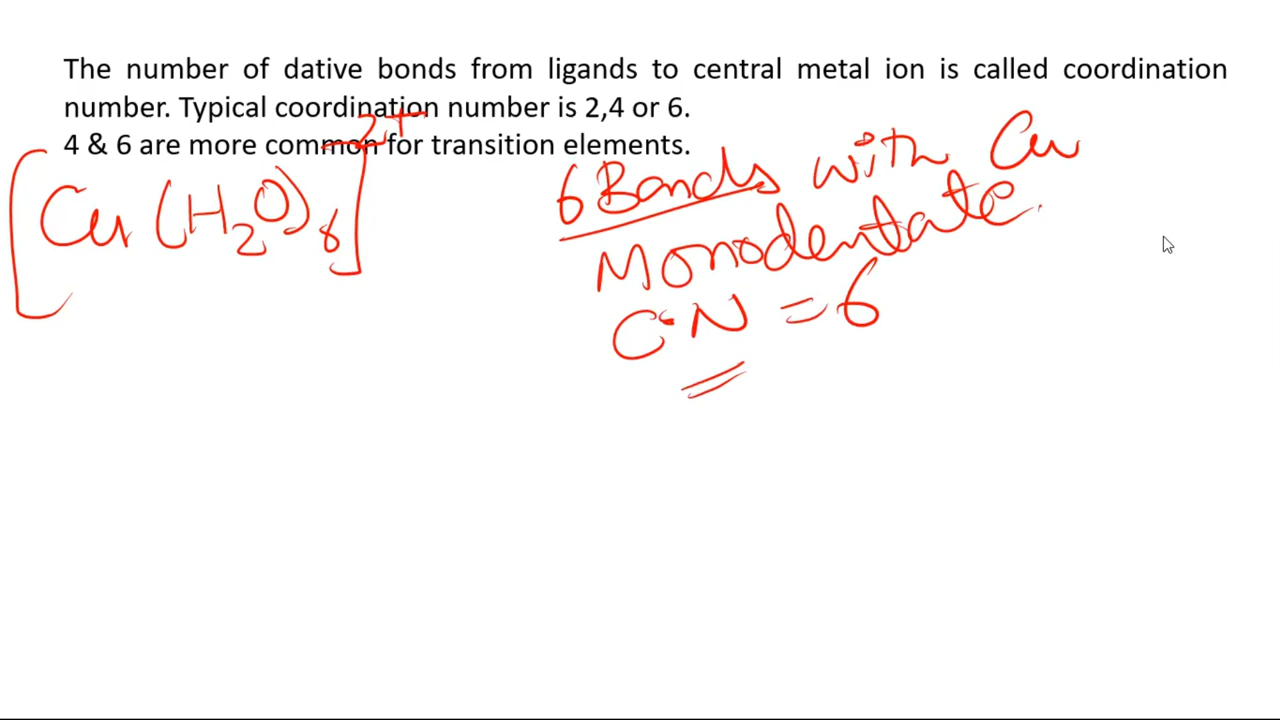 The number of dative bonds from ligands to central metal ion is called coordination
number. Typical coordination number is 2,4 or 6.
4 & 6 are more common for transition elements.
[Cu(H2O)6]2+
6 Bonds with Cu
Monodentate.
C.N = 6